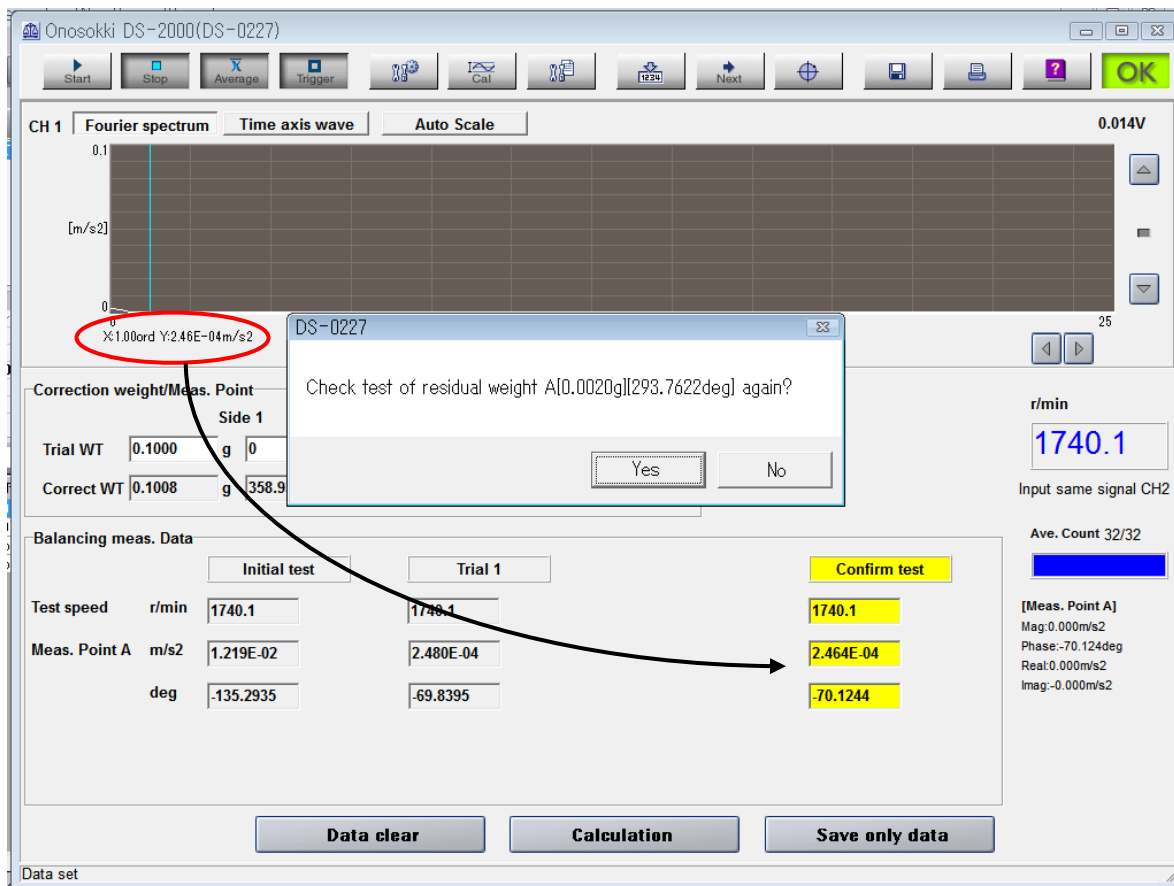 Onosokki DS-2000(DS-0227)
Start Stop Average Trigger Cal 1234 Next ? OK
CH 1 Fourier spectrum Time axis wave Auto Scale 0.014V
0.1
[m/s2]
0
0 25
X:1.00ord Y:2.46E-04m/s2
DS-0227
Check test of residual weight A[0.0020g][293.7622deg] again?
Yes No
Correction weight/Meas. Point
Side 1
Trial WT 0.1000 g 0
Correct WT 0.1008 g 358.9
r/min
1740.1
Input same signal CH2
Ave. Count 32/32
Balancing meas. Data
Initial test Trial 1 Confirm test
Test speed r/min 1740.1 1740.1 1740.1
Meas. Point A m/s2 1.219E-02 2.480E-04 2.464E-04
deg -135.2935 -69.8395 -70.1244
[Meas. Point A]
Mag:0.000m/s2
Phase:-70.124deg
Real:0.000m/s2
Imag:-0.000m/s2
Data clear Calculation Save only data
Data set